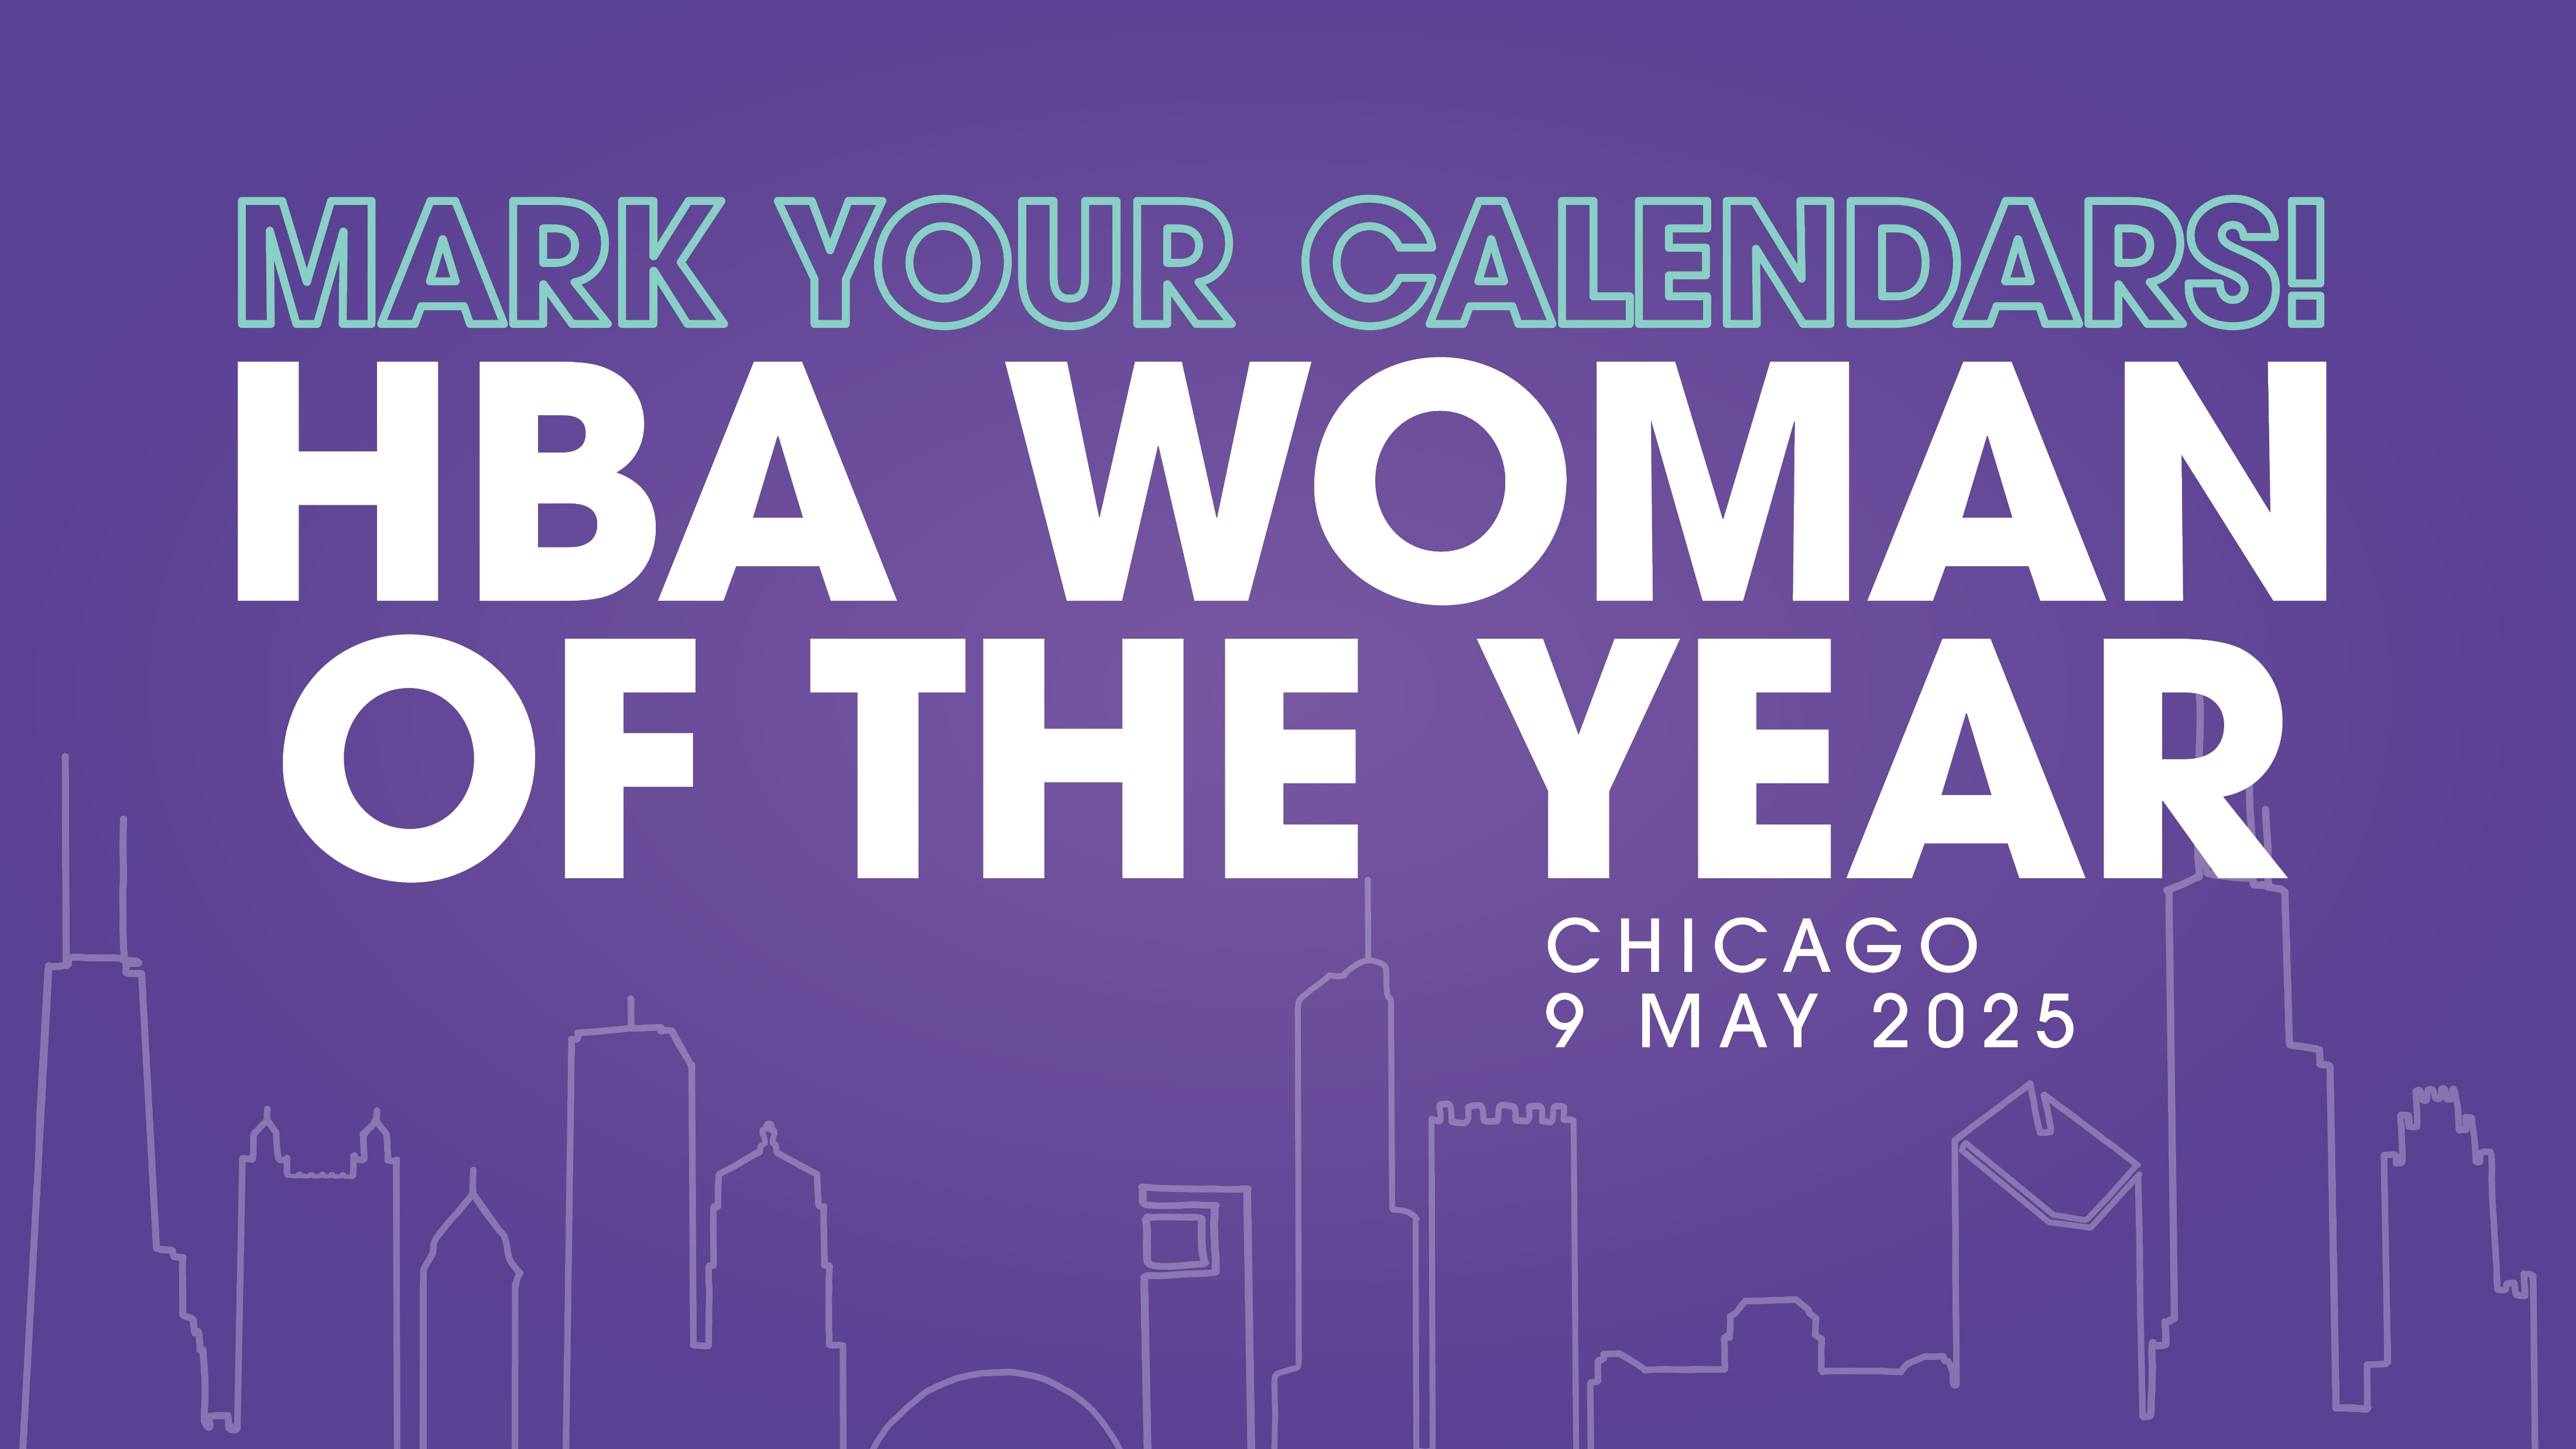 MARK YOUR CALENDARS!
HBA WOMAN
OF THE YEAR
CHICAGO
9 MAY 2025